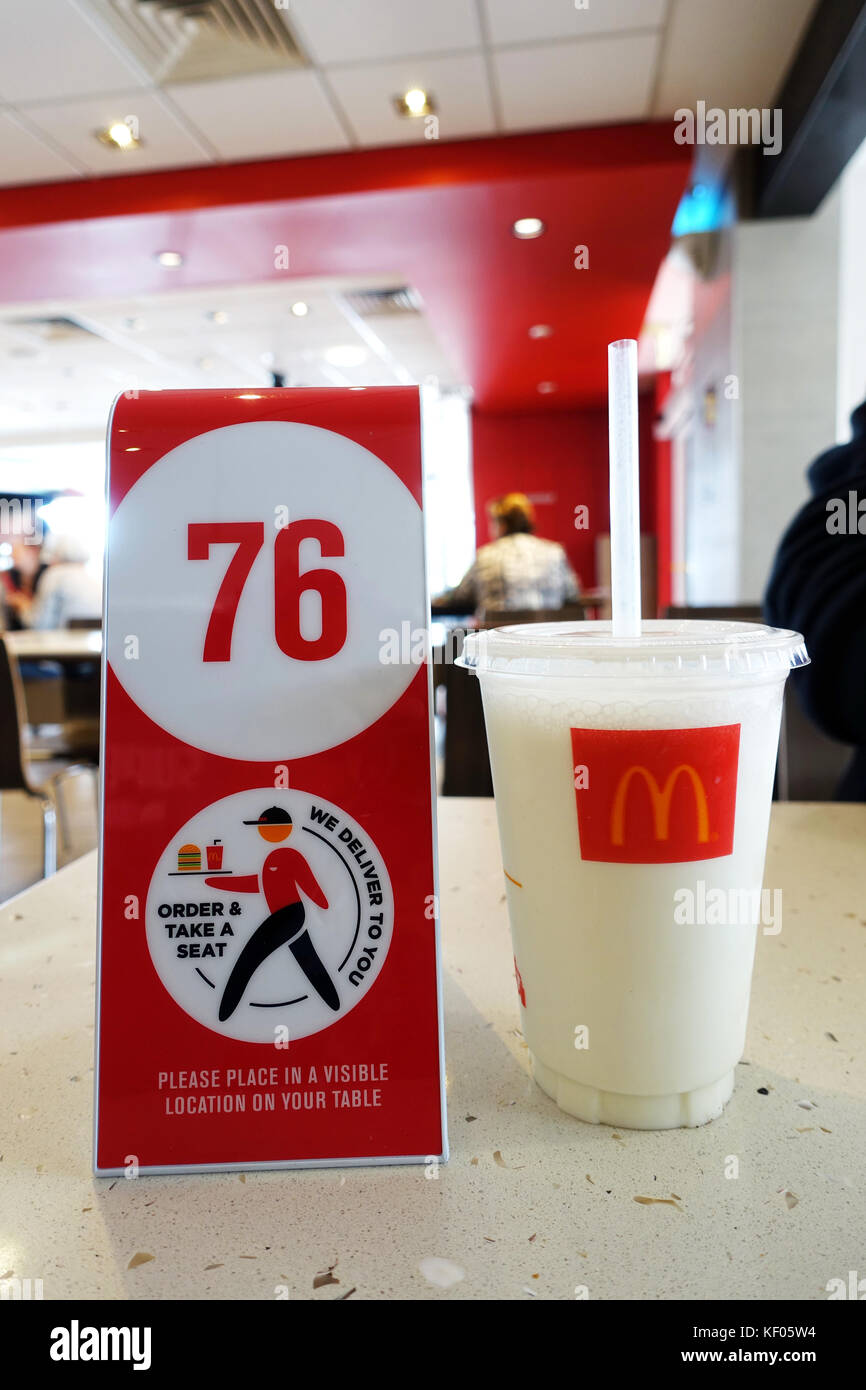 76
WE DELIVER TO YOU
ORDER &
TAKE A
SEAT
PLEASE PLACE IN A VISIBLE
LOCATION ON YOUR TABLE
M
alamy
Image ID: KF05W4
www.alamy.com